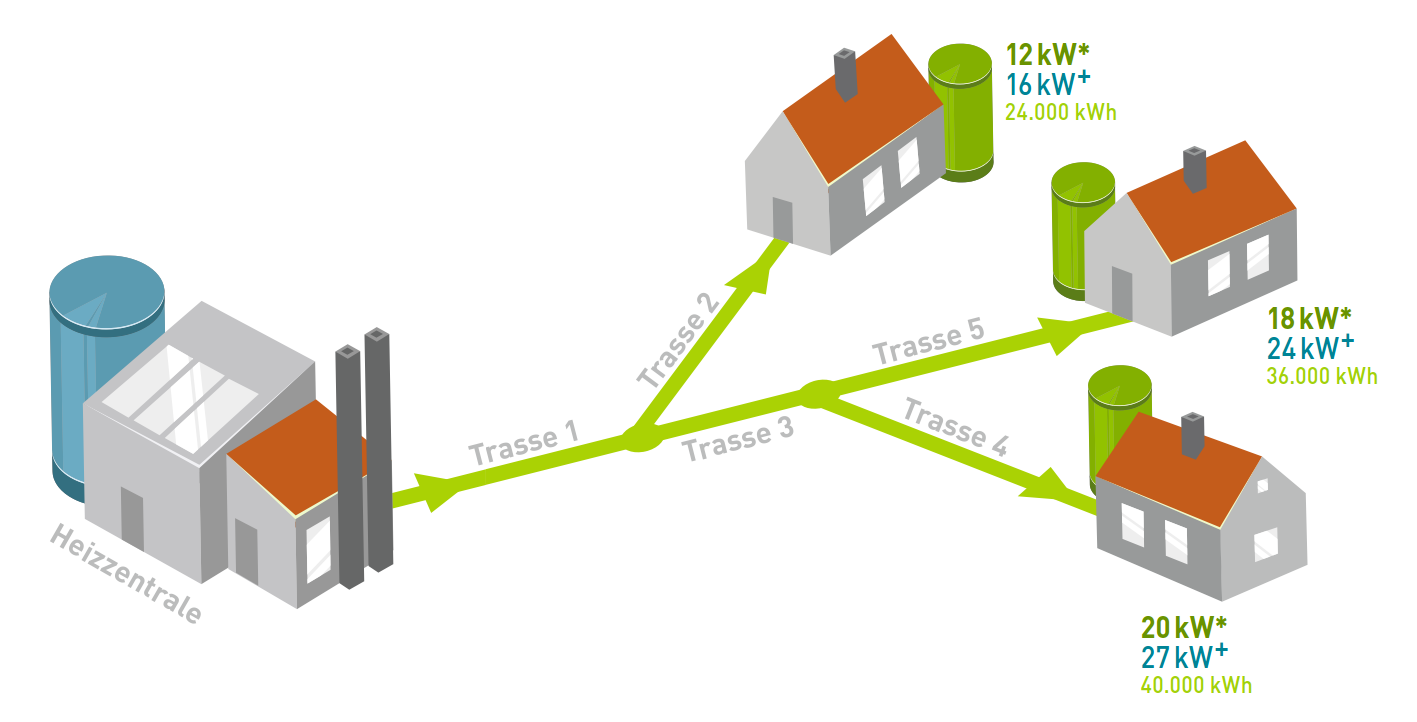 12 kW*
16 kW+
24.000 kWh
Trasse 2
18 kW*
24 kW+
36.000 kWh
Trasse 5
Trasse 1
Trasse 3
Trasse 4
Heizzentrale
20 kW*
27 kW+
40.000 kWh